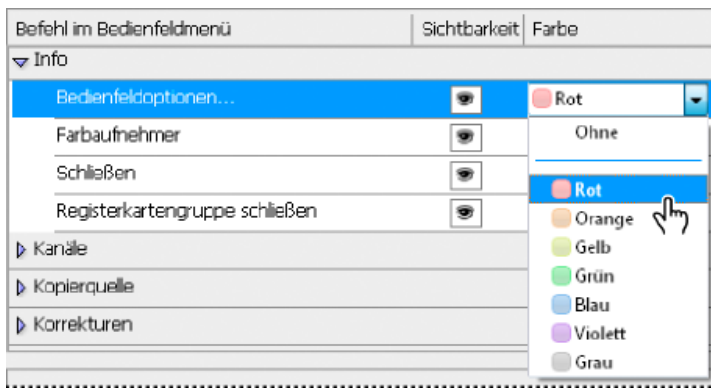 Befehl im Bedienfeldmenü Sichtbarkeit Farbe
Info
Bedienfeldoptionen... Rot
Farbaufnehmer Ohne
Schließen Rot
Registerkartengruppe schließen Orange
Kanäle Gelb
Kopierquelle Grün
Blau
Korrekturen Violett
Grau